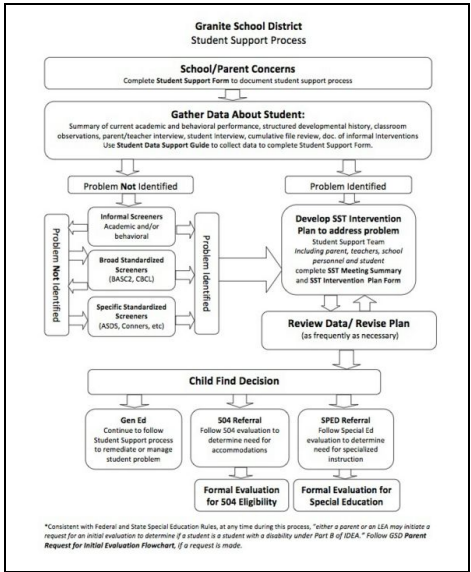 Granite School District
Student Support Process
School/Parent Concerns
Complete Student Support Form to document student support process
Gather Data About Student:
Summary of current academic and behavioral performance, structured developmental history, classroom
observations, parent/teacher interview, student Interview, cumulative file review, doc. of informal Interventions
Use Student Data Support Guide to collect data to complete Student Support Form.
Problem Not Identified
Problem Identified
Problem Not Identified
Informal Screeners
Academic and/or
behavioral
Broad Standardized
Screeners
(BASC2, CBCL)
Specific Standardized
Screeners
(ASDS, Conners, etc)
Problem Identified
Develop SST Intervention
Plan to address problem
Student Support Team
Including parent, teachers, school
personnel and student
complete SST Meeting Summary
and SST Intervention Plan Form
Review Data/ Revise Plan
(as frequently as necessary)
Child Find Decision
Gen Ed
Continue to follow
Student Support process
to remediate or manage
student problem
504 Referral
Follow 504 evaluation to
determine need for
accommodations
SPED Referral
Follow Special Ed
evaluation to determine
need for specialized
instruction
Formal Evaluation
for 504 Eligibility
Formal Evaluation for
Special Education
*Consistent with Federal and State Special Education Rules, at any time during this process, "either a parent or an LEA may initiate a
request for an initial evaluation to determine if a student is a student with a disability under Part B of IDEA." Follow GSD Parent
Request for Initial Evaluation Flowchart, if a request is made.